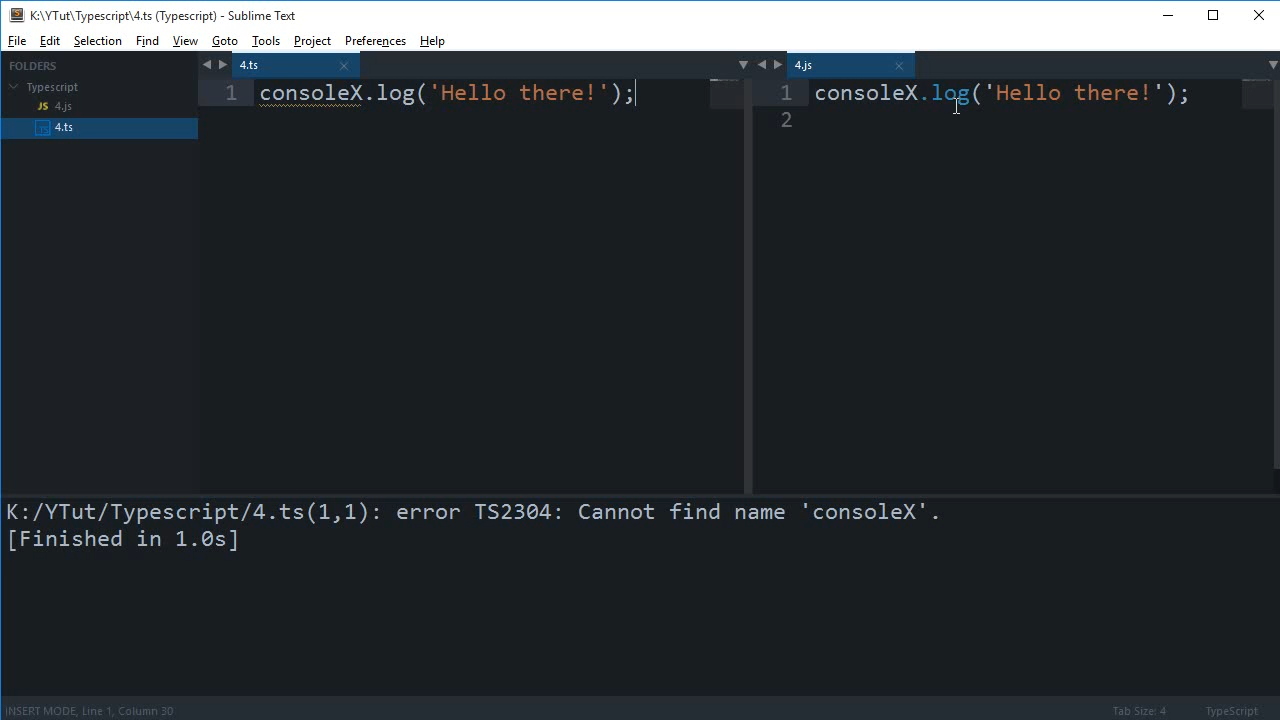 K:\YTut\Typescript\4.ts (Typescript) - Sublime Text
File Edit Selection Find View Goto Tools Project Preferences Help
FOLDERS
Typescript
JS 4.js
TS 4.ts
4.ts
1 consoleX.log('Hello there!');
4.js
1 consoleX.log('Hello there!');
2
K:/YTut/Typescript/4.ts(1,1): error TS2304: Cannot find name 'consoleX'.
[Finished in 1.0s]
INSERT MODE, Line 1, Column 30
Tab Size: 4
TypeScript